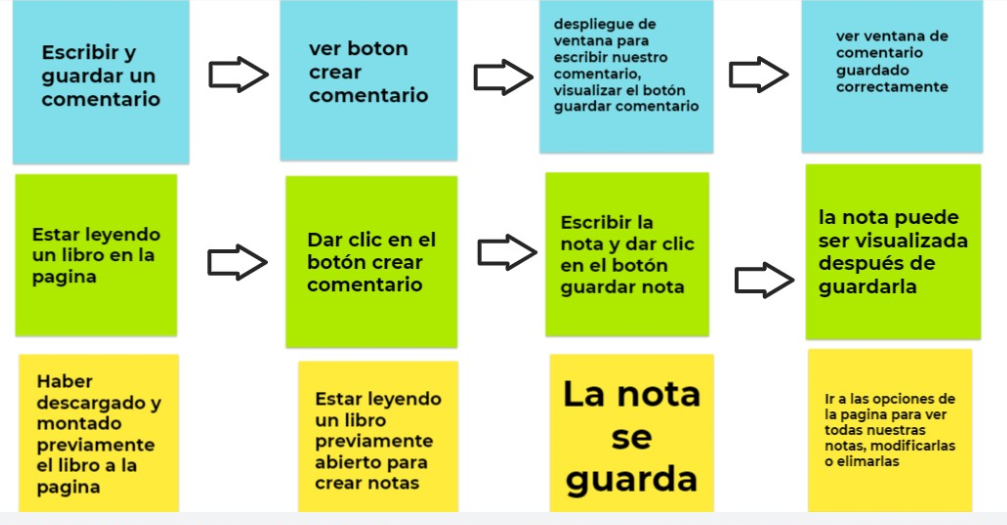 Escribir y
guardar un
comentario
ver boton
crear
comentario
despliegue de
ventana para
escribir nuestro
comentario,
visualizar el botón
guardar comentario
ver ventana de
comentario
guardado
correctamente
Estar leyendo
un libro en la
pagina
Dar clic en el
botón crear
comentario
Escribir la
nota y dar clic
en el botón
guardar nota
la nota puede
ser visualizada
después de
guardarla
Haber
descargado y
montado
previamente
el libro a la
pagina
Estar leyendo
un libro
previamente
abierto para
crear notas
La nota
se
guarda
Ir a las opciones de
la pagina para ver
todas nuestras
notas, modificarlas
o elimarlas